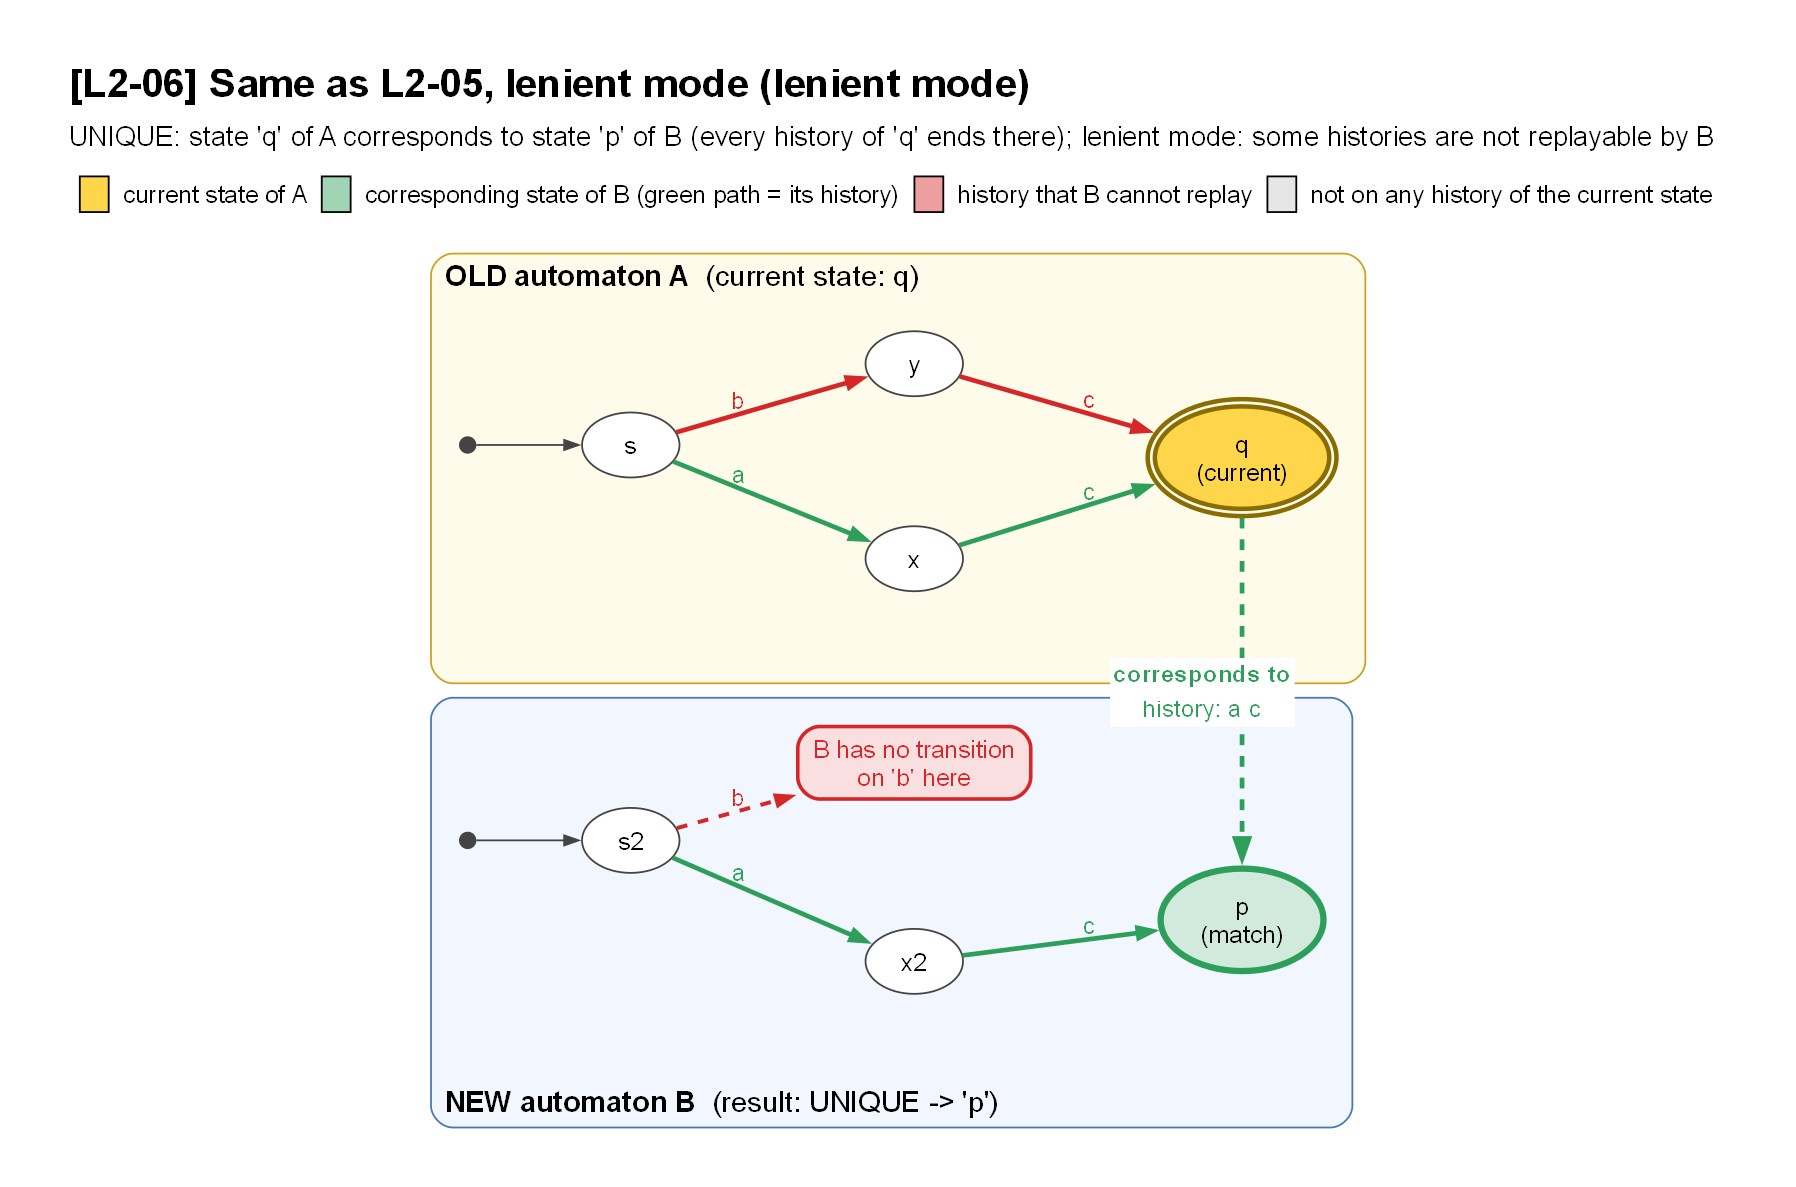 [L2-06] Same as L2-05, lenient mode (lenient mode)
UNIQUE: state 'q' of A corresponds to state 'p' of B (every history of 'q' ends there); lenient mode: some histories are not replayable by B
current state of A
corresponding state of B (green path = its history)
history that B cannot replay
not on any history of the current state
OLD automaton A (current state: q)
y
b
c
s
q
(current)
a
c
x
corresponds to
history: a c
B has no transition
on 'b' here
b
s2
a
p
(match)
c
x2
NEW automaton B (result: UNIQUE -> 'p')